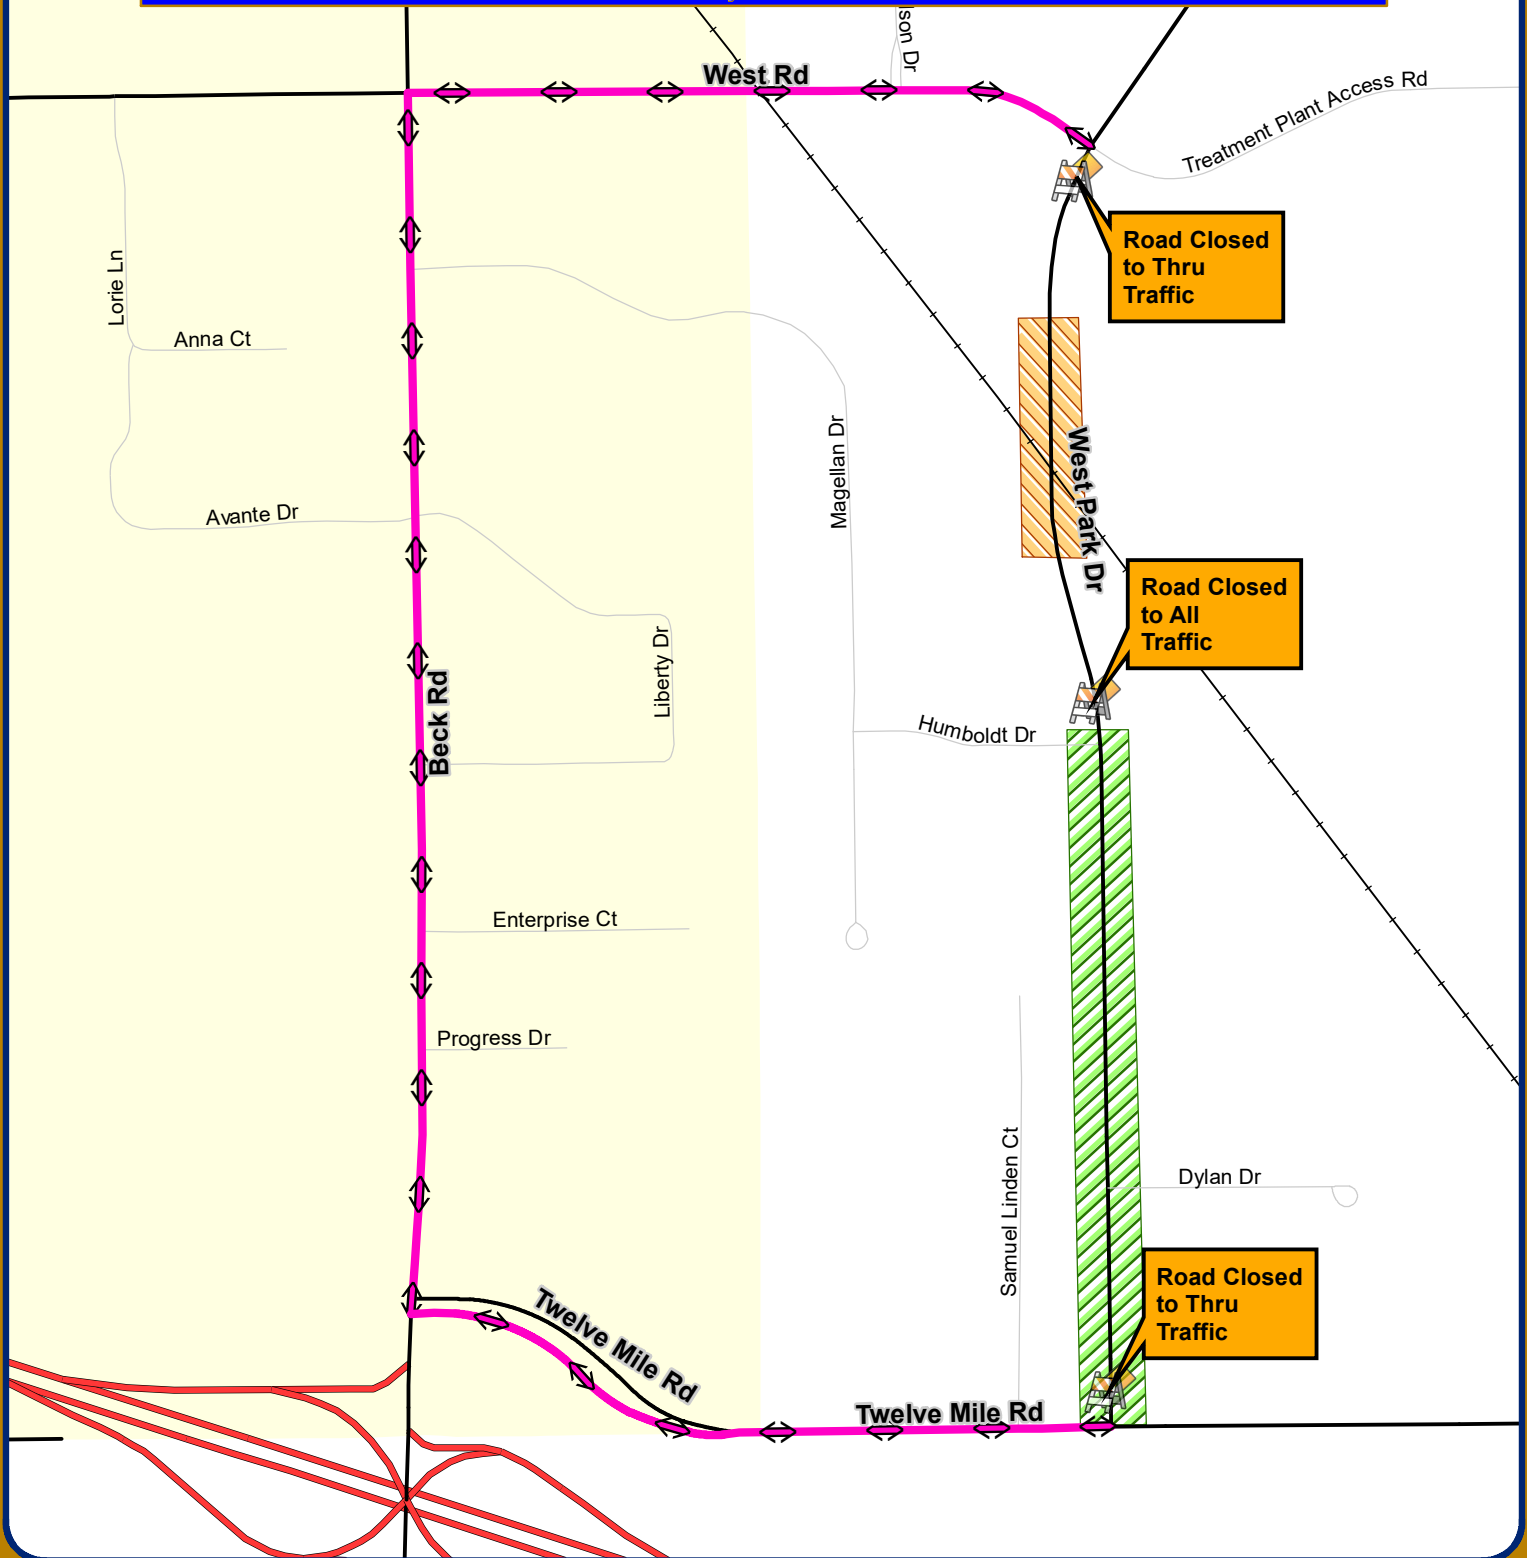 West Rd
Treatment Plant Access Rd
Road Closed
to Thru
Traffic
Lorie Ln
Anna Ct
Magellan Dr
West Park Dr
Avante Dr
Road Closed
to All
Traffic
Liberty Dr
Beck Rd
Humboldt Dr
Enterprise Ct
Progress Dr
Samuel Linden Ct
Dylan Dr
Road Closed
to Thru
Traffic
Twelve Mile Rd
Twelve Mile Rd